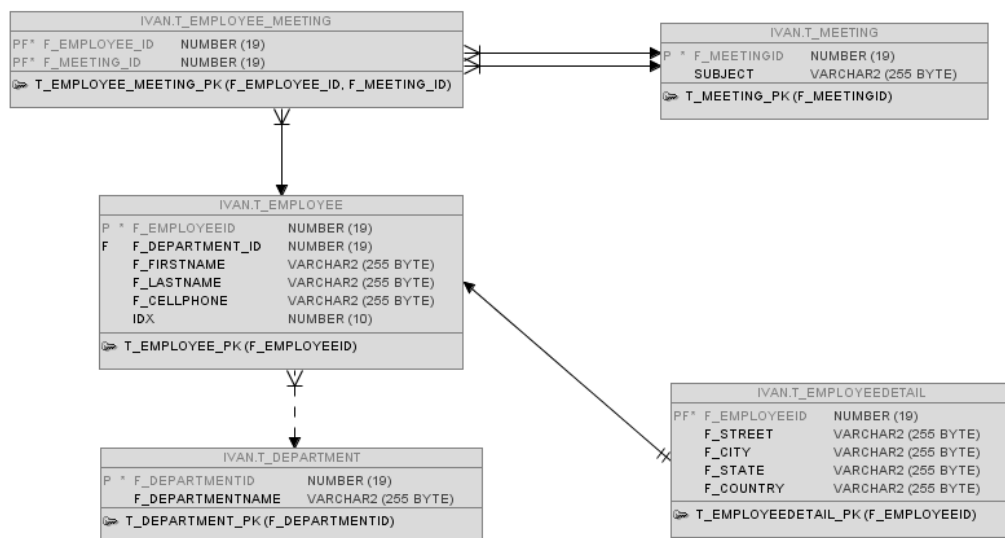 IVAN.T_EMPLOYEE_MEETING
PF* F_EMPLOYEE_ID NUMBER (19)
PF* F_MEETING_ID NUMBER (19)
T_EMPLOYEE_MEETING_PK (F_EMPLOYEE_ID, F_MEETING_ID)
IVAN.T_MEETING
P * F_MEETINGID NUMBER (19)
SUBJECT VARCHAR2 (255 BYTE)
T_MEETING_PK (F_MEETINGID)
IVAN.T_EMPLOYEE
P * F_EMPLOYEEID NUMBER (19)
F F_DEPARTMENT_ID NUMBER (19)
F_FIRSTNAME VARCHAR2 (255 BYTE)
F_LASTNAME VARCHAR2 (255 BYTE)
F_CELLPHONE VARCHAR2 (255 BYTE)
IDX NUMBER (10)
T_EMPLOYEE_PK (F_EMPLOYEEID)
IVAN.T_DEPARTMENT
P * F_DEPARTMENTID NUMBER (19)
F_DEPARTMENTNAME VARCHAR2 (255 BYTE)
T_DEPARTMENT_PK (F_DEPARTMENTID)
IVAN.T_EMPLOYEEDETAIL
PF* F_EMPLOYEEID NUMBER (19)
F_STREET VARCHAR2 (255 BYTE)
F_CITY VARCHAR2 (255 BYTE)
F_STATE VARCHAR2 (255 BYTE)
F_COUNTRY VARCHAR2 (255 BYTE)
T_EMPLOYEEDETAIL_PK (F_EMPLOYEEID)